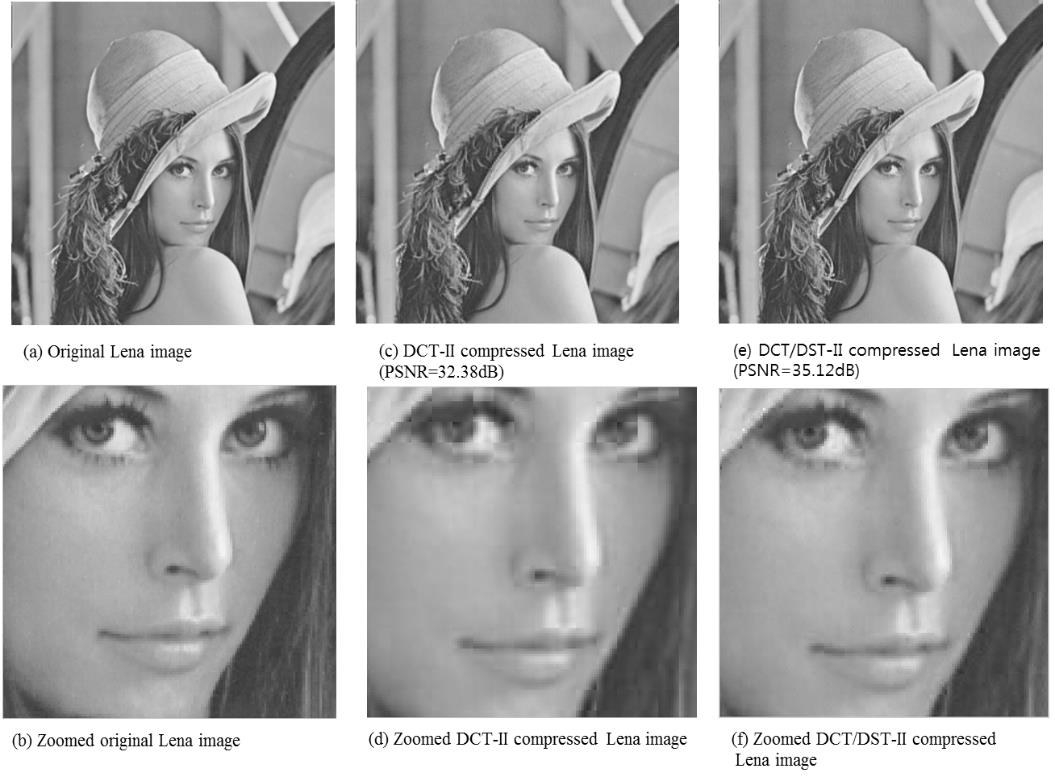 (a) Original Lena image
(c) DCT-II compressed Lena image
(PSNR=32.38dB)
(e) DCT/DST-II compressed Lena image
(PSNR=35.12dB)
(b) Zoomed original Lena image
(d) Zoomed DCT-II compressed Lena image
(f) Zoomed DCT/DST-II compressed
Lena image